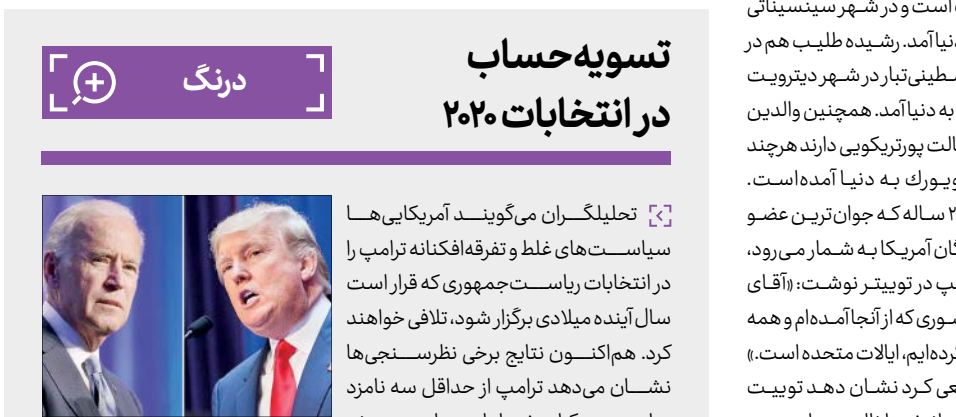 است و در شهر سینسیناتی
دنیا آمد. رشیده طلیب هم در
سطینی‌تبار در شهر دیترویت
به دنیا آمد. همچنین والدین
الت پورتریکویی دارند هرچند
ویورك به دنیا آمده‌است.
۲ ساله که جوان‌ترین عضو
گان آمریکا به شمار می‌رود،
پ در توییتر نوشت: «آقای
سوری که از آنجا آمده‌ام و همه
کرده‌ایم، ایالات متحده است.»
عی کرد نشان دهد توییت
تسویه‌حساب
در انتخابات ۲۰۲۰
درنگ
تحلیلگران می‌گویند آمریکایی‌ها
سیاست‌های غلط و تفرقه‌افکنانه ترامپ را
در انتخابات ریاست‌جمهوری که قرار است
سال آینده میلادی برگزار شود، تلافی خواهند
کرد. هم‌اکنون نتایج برخی نظرسنجی‌ها
نشان می‌دهد ترامپ از حداقل سه نامزد